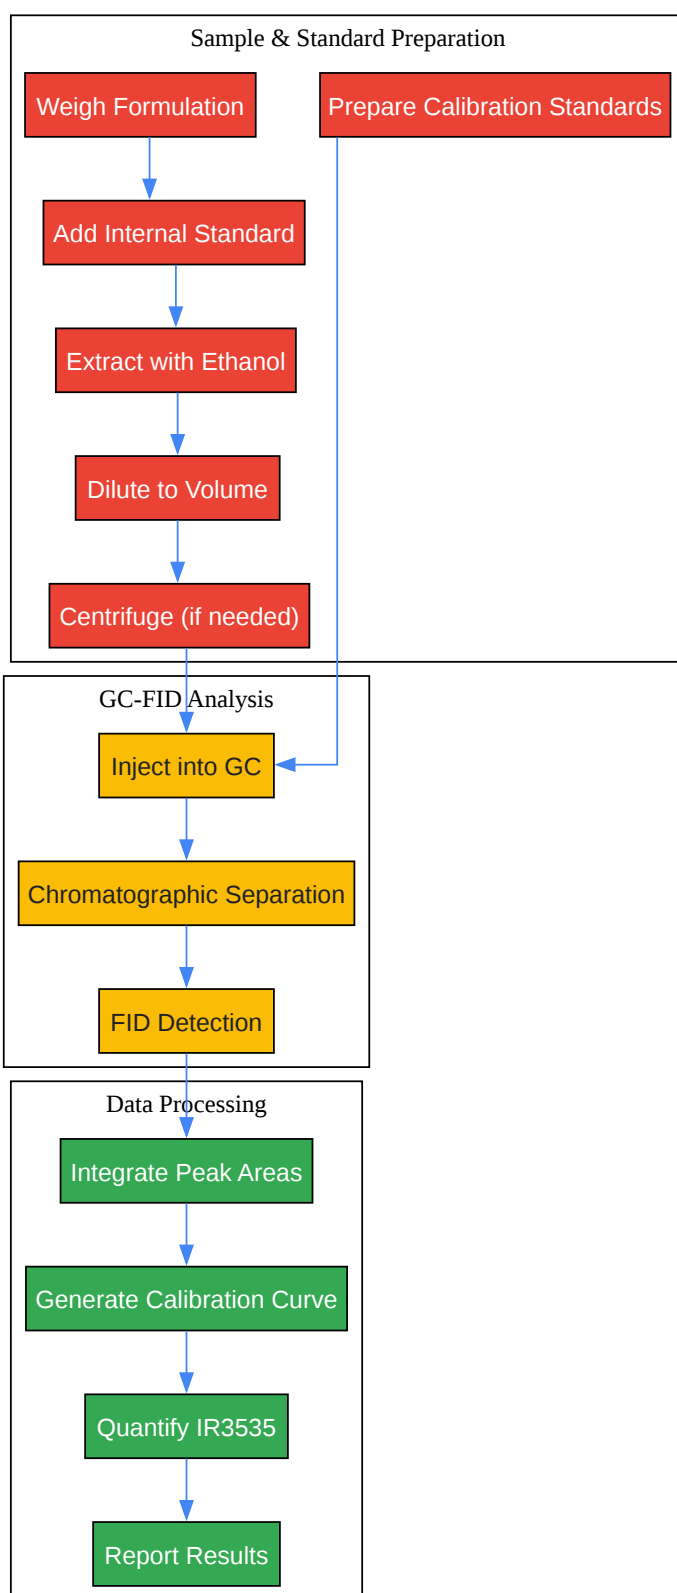 Sample & Standard Preparation
Weigh Formulation
Prepare Calibration Standards
Add Internal Standard
Extract with Ethanol
Dilute to Volume
Centrifuge (if needed)
GC-FID Analysis
Inject into GC
Chromatographic Separation
FID Detection
Data Processing
Integrate Peak Areas
Generate Calibration Curve
Quantify IR3535
Report Results